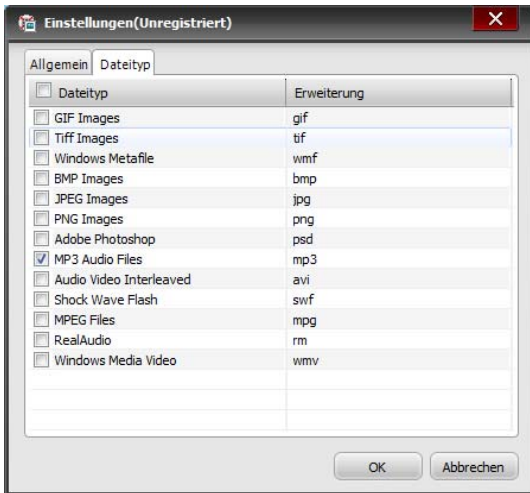 Einstellungen(Unregistriert)
Allgemein Dateityp
Dateityp Erweiterung
GIF Images gif
Tiff Images tif
Windows Metafile wmf
BMP Images bmp
JPEG Images jpg
PNG Images png
Adobe Photoshop psd
MP3 Audio Files mp3
Audio Video Interleaved avi
Shock Wave Flash swf
MPEG Files mpg
RealAudio rm
Windows Media Video wmv
OK Abbrechen